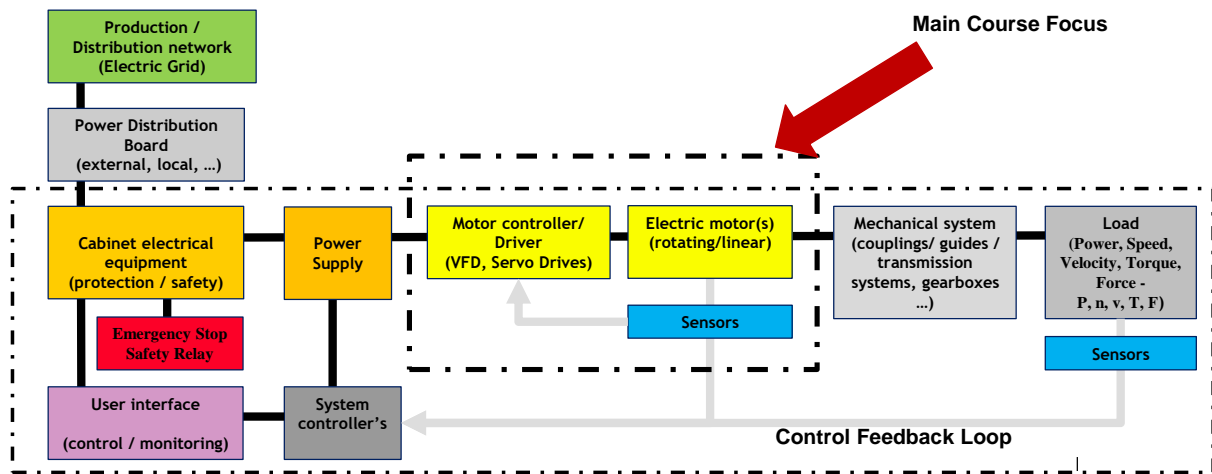 Production /
Distribution network
(Electric Grid)
Main Course Focus
Power Distribution
Board
(external, local, …)
Cabinet electrical
equipment
(protection / safety)
Power
Supply
Motor controller/
Driver
(VFD, Servo Drives)
Electric motor(s)
(rotating/linear)
Mechanical system
(couplings/ guides /
transmission
systems, gearboxes
…)
Load
(Power, Speed,
Velocity, Torque,
Force -
P, n, v, T, F)
Sensors
Emergency Stop
Safety Relay
Sensors
User interface
(control / monitoring)
System
controller's
Control Feedback Loop